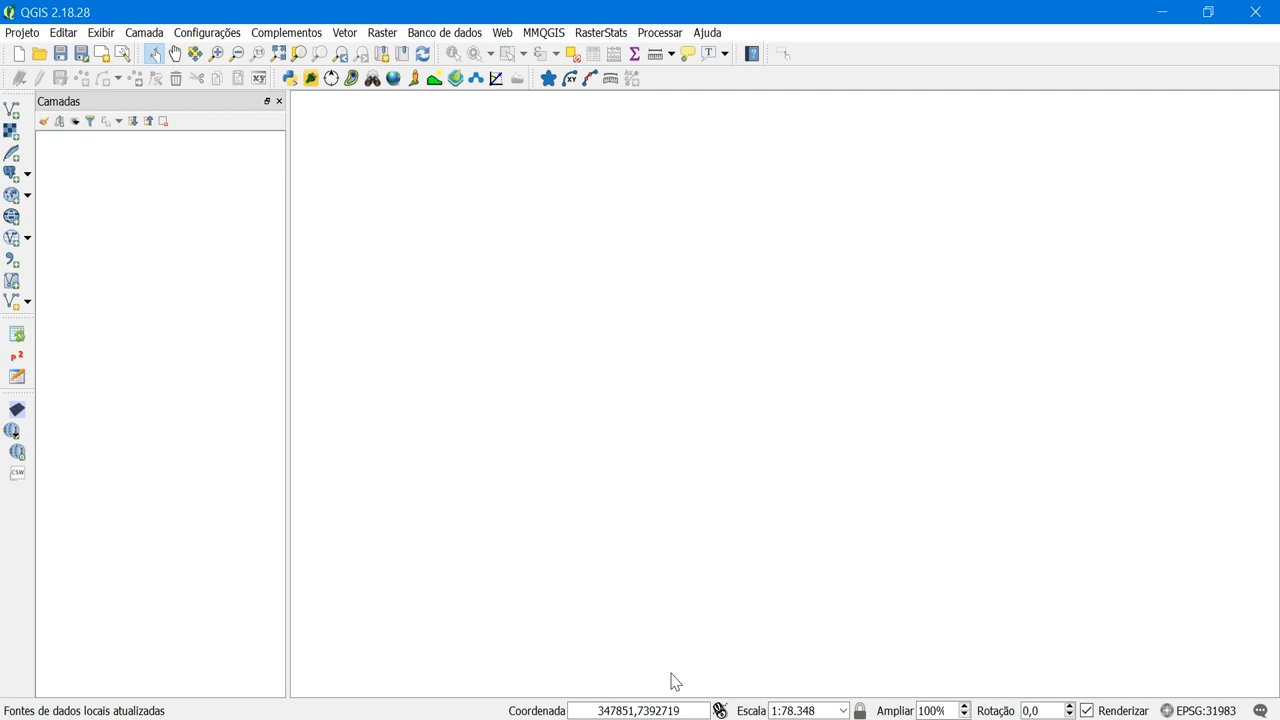 QGIS 2.18.28
Projeto Editar Exibir Camada Configurações Complementos Vetor Raster Banco de dados Web MMQGIS RasterStats Processar Ajuda
Camadas
P2
CSW
Fontes de dados locais atualizadas Coordenada 347851,7392719 Escala 1:78.348 Ampliar 100% Rotação 0,0 Renderizar EPSG:31983